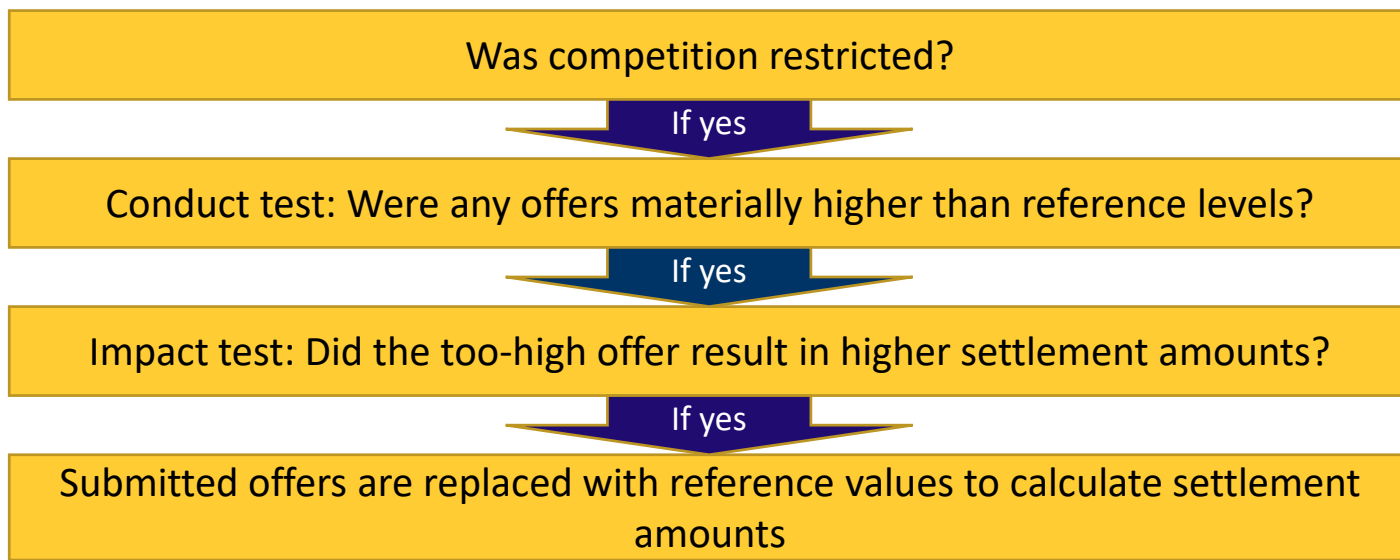 Was competition restricted?
If yes
Conduct test: Were any offers materially higher than reference levels?
If yes
Impact test: Did the too-high offer result in higher settlement amounts?
If yes
Submitted offers are replaced with reference values to calculate settlement
amounts